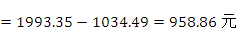 = 1993.35 − 1034.49 = 958.86 元